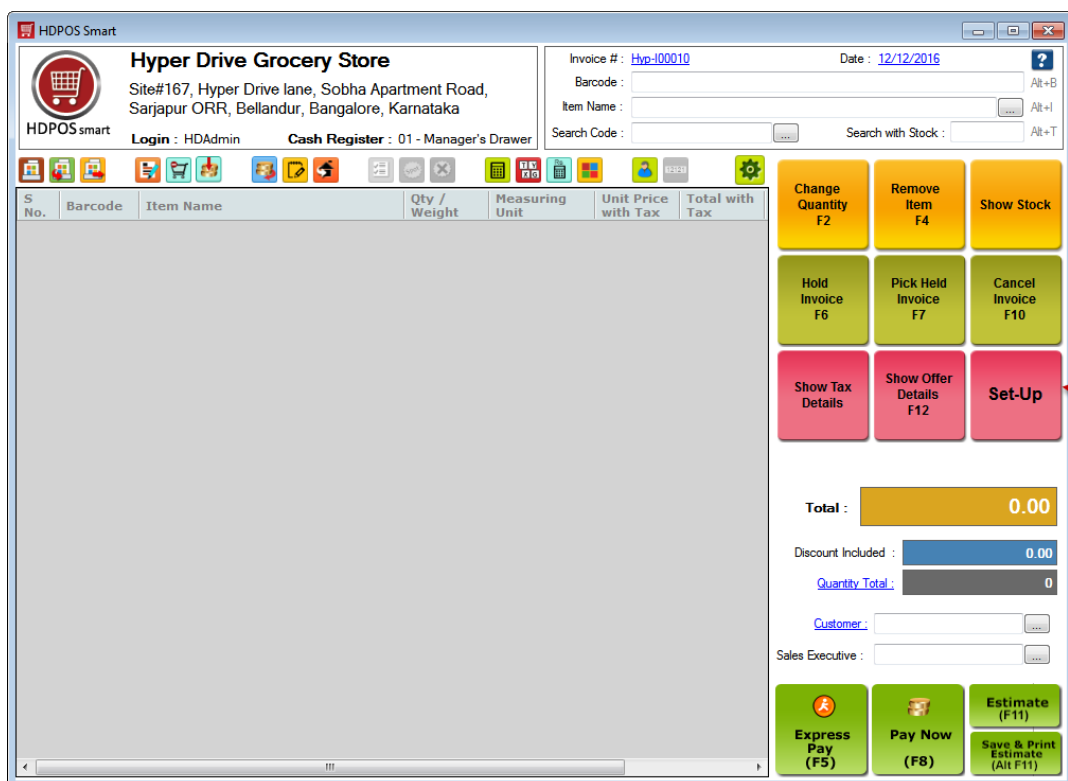 HDPOS Smart
Hyper Drive Grocery Store
Site#167, Hyper Drive lane, Sobha Apartment Road,
Sarjapur ORR, Bellandur, Bangalore, Karnataka
HDPOS smart
Login : HDAdmin Cash Register : 01 - Manager's Drawer
Invoice # : Hyp-I00010 Date : 12/12/2016 ?
Barcode : Alt+B
Item Name : ... Alt+I
Search Code : ... Search with Stock : Alt+T
S No. Barcode Item Name Qty / Weight Measuring Unit Unit Price with Tax Total with Tax
Change Quantity F2
Remove Item F4
Show Stock
Hold Invoice F6
Pick Held Invoice F7
Cancel Invoice F10
Show Tax Details
Show Offer Details F12
Set-Up
Total : 0.00
Discount Included : 0.00
Quantity Total : 0
Customer : ...
Sales Executive : ...
Express Pay (F5)
Pay Now (F8)
Estimate (F11)
Save & Print Estimate (Alt F11)